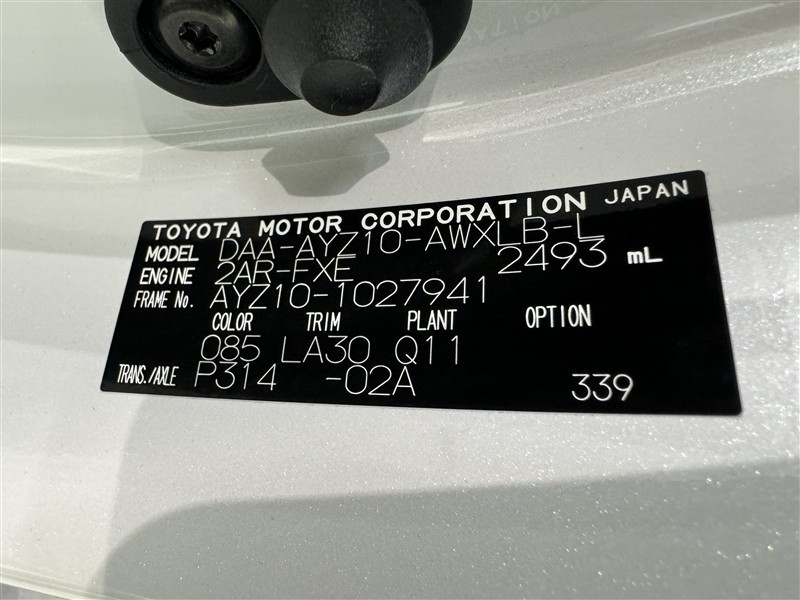 TOYOTA MOTOR CORPORATION JAPAN
MODEL DAA-AYZ10-AWXLB-L
ENGINE 2AR-FXE 2493 mL
FRAME No. AYZ10-1027941
COLOR TRIM PLANT OPTION
085 LA30 Q11
TRANS./AXLE P314 -02A 339